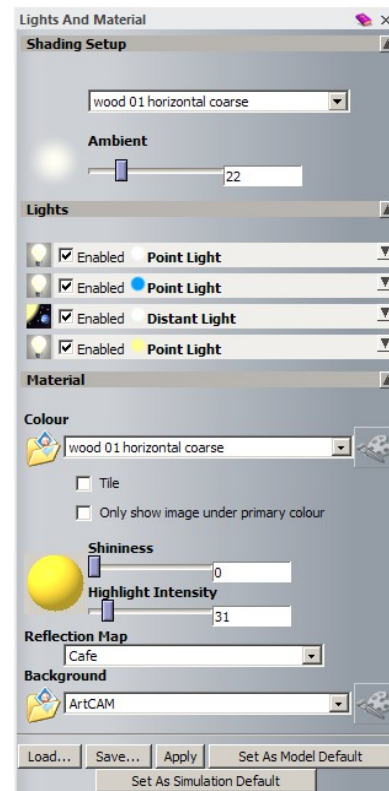 Lights And Material
Shading Setup
wood 01 horizontal coarse
Ambient
22
Lights
Enabled Point Light
Enabled Point Light
Enabled Distant Light
Enabled Point Light
Material
Colour
wood 01 horizontal coarse
Tile
Only show image under primary colour
Shininess
0
Highlight Intensity
31
Reflection Map
Cafe
Background
ArtCAM
Load... Save... Apply Set As Model Default
Set As Simulation Default